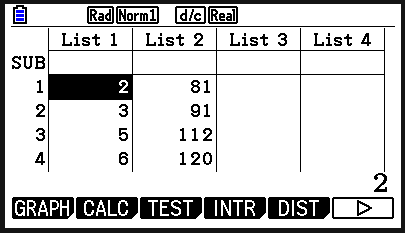 Rad Norm1 d/c Real
List 1 List 2 List 3 List 4
SUB
1 2 81
2 3 91
3 5 112
4 6 120
2
GRAPH CALC TEST INTR DIST ▷